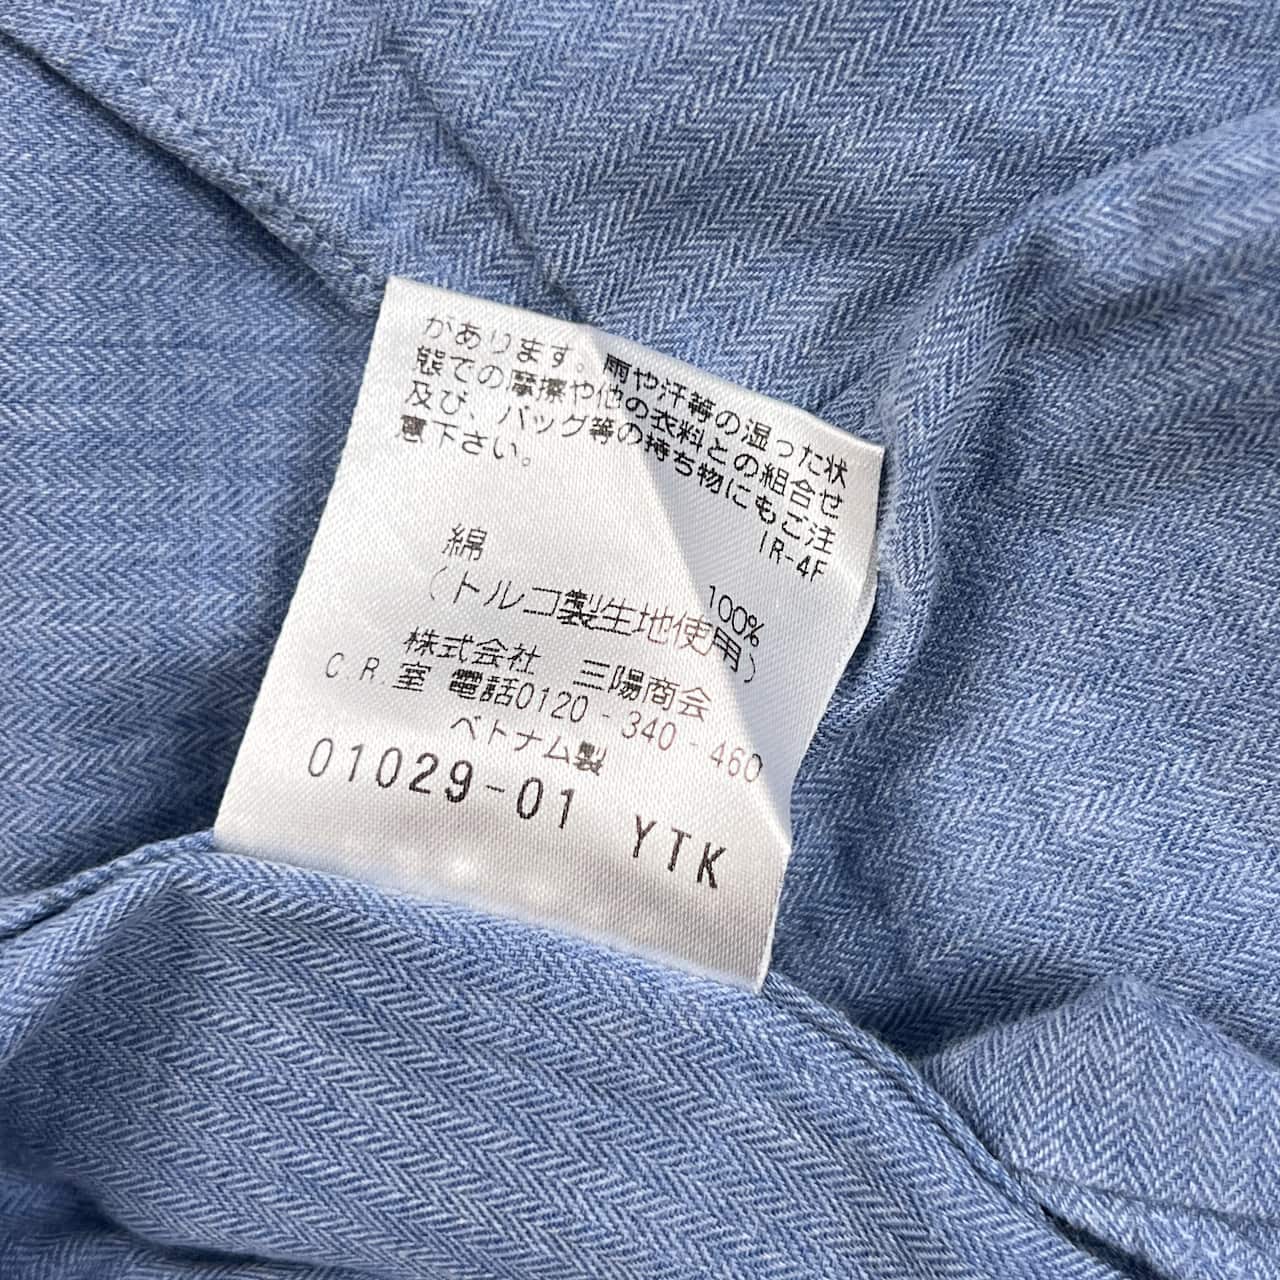 があります。雨や汗等の湿った状
態での摩擦や他の衣料との組合せ
及び、バッグ等の持ち物にもご注
意下さい。
IR-4F
綿 100%
(トルコ製生地使用)
株式会社 三陽商会
C.R.室 電話0120-340-460
ベトナム製
01029-01 YTK